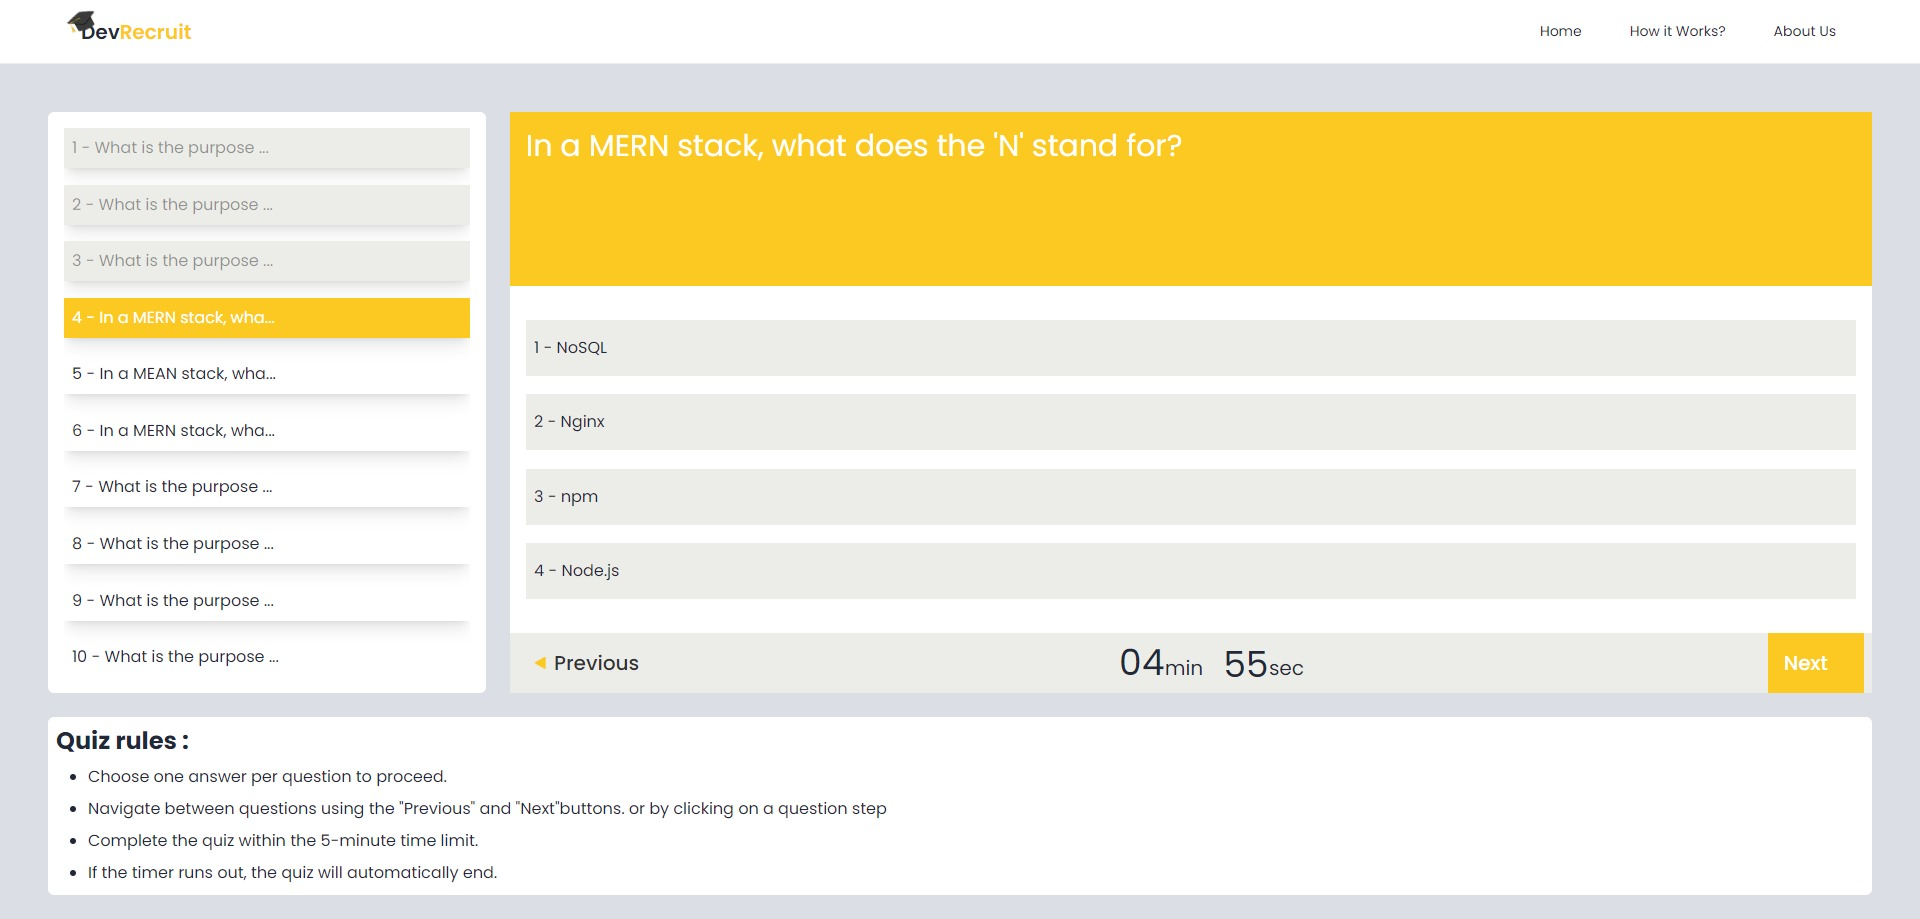 DevRecruit
Home How it Works? About Us
1 - What is the purpose ...
2 - What is the purpose ...
3 - What is the purpose ...
4 - In a MERN stack, wha...
5 - In a MEAN stack, wha...
6 - In a MERN stack, wha...
7 - What is the purpose ...
8 - What is the purpose ...
9 - What is the purpose ...
10 - What is the purpose ...
In a MERN stack, what does the 'N' stand for?
1 - NoSQL
2 - Nginx
3 - npm
4 - Node.js
Previous 04min 55sec Next
Quiz rules :
Choose one answer per question to proceed.
Navigate between questions using the "Previous" and "Next"buttons. or by clicking on a question step
Complete the quiz within the 5-minute time limit.
If the timer runs out, the quiz will automatically end.